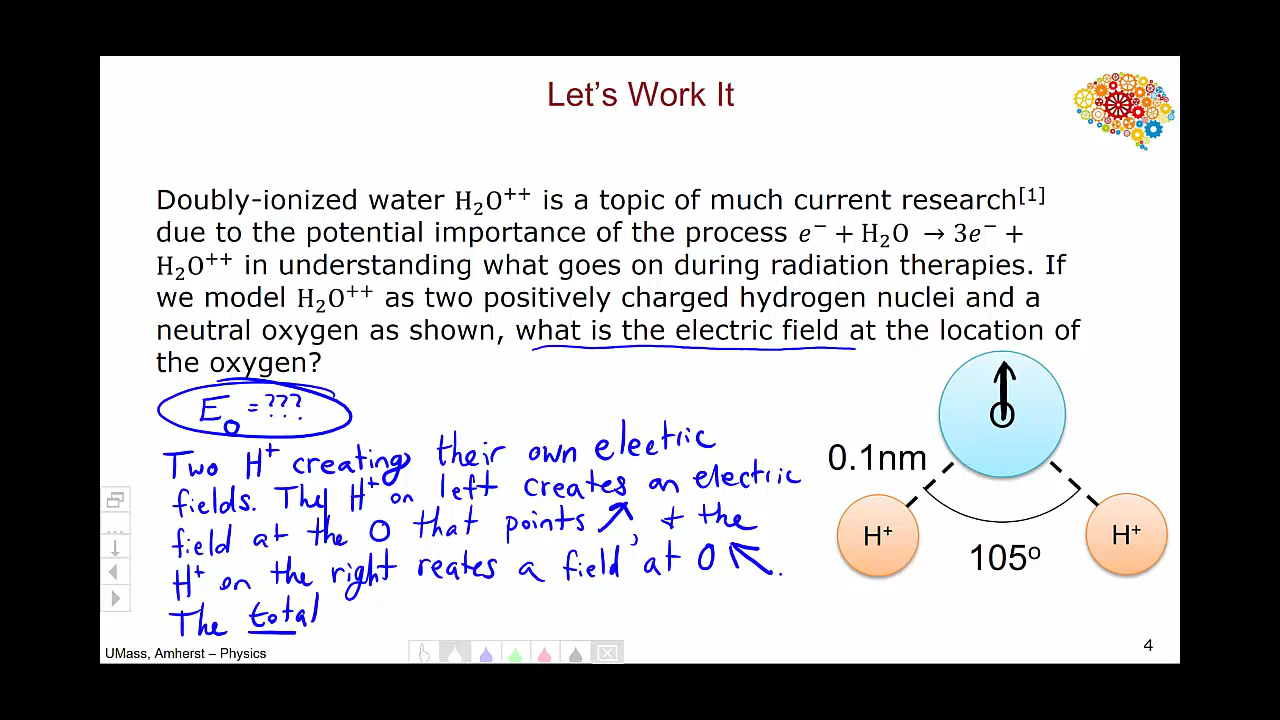 Let's Work It
Doubly-ionized water H₂O⁺⁺ is a topic of much current research[1]
due to the potential importance of the process e⁻ + H₂O → 3e⁻ +
H₂O⁺⁺ in understanding what goes on during radiation therapies. If
we model H₂O⁺⁺ as two positively charged hydrogen nuclei and a
neutral oxygen as shown, what is the electric field at the location of
the oxygen?
E₀ = ???
Two H⁺ creating their own electric
fields. They H⁺ on left creates an electric
field at the O that points ↗, + the
H⁺ on the right reates a field at O ↖.
The total
O
0.1nm
H⁺
H⁺
105º
UMass, Amherst – Physics
4